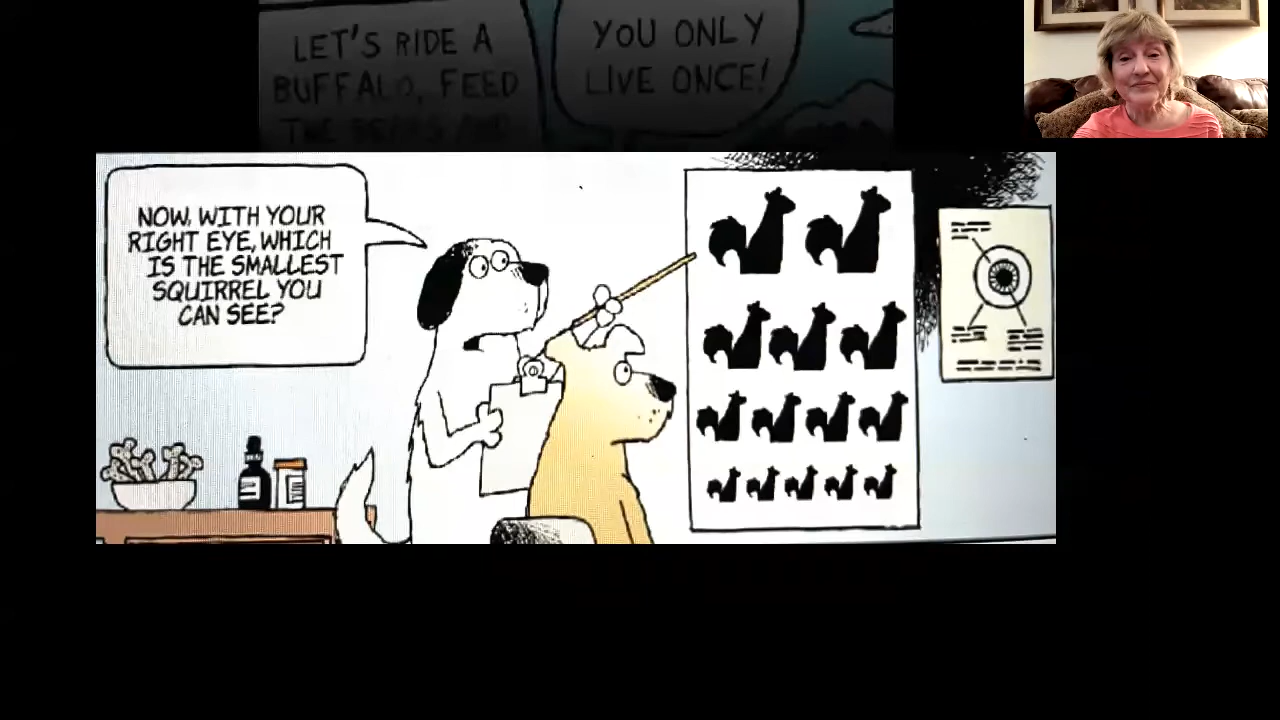 LET'S RIDE A
BUFFALO, FEED
YOU ONLY
LIVE ONCE!
NOW, WITH YOUR
RIGHT EYE, WHICH
IS THE SMALLEST
SQUIRREL YOU
CAN SEE?